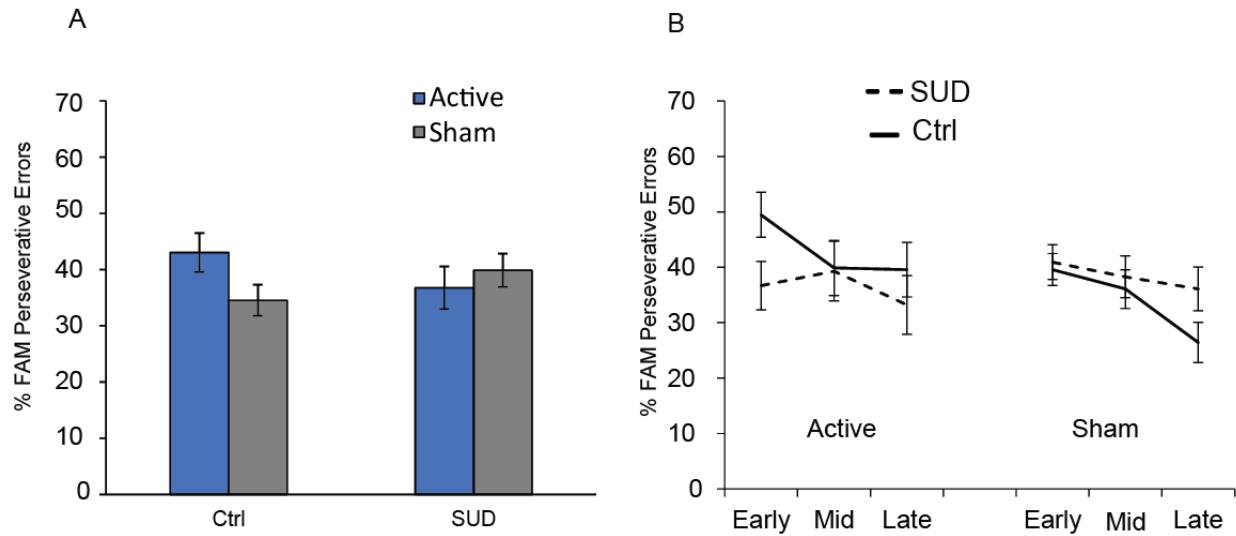 A
% FAM Perseverative Errors
70
60
50
40
30
20
10
0
Active
Sham
Ctrl SUD
B
% FAM Perseverative Errors
70
60
50
40
30
20
10
0
SUD
Ctrl
Active Sham
Early Mid Late Early Mid Late